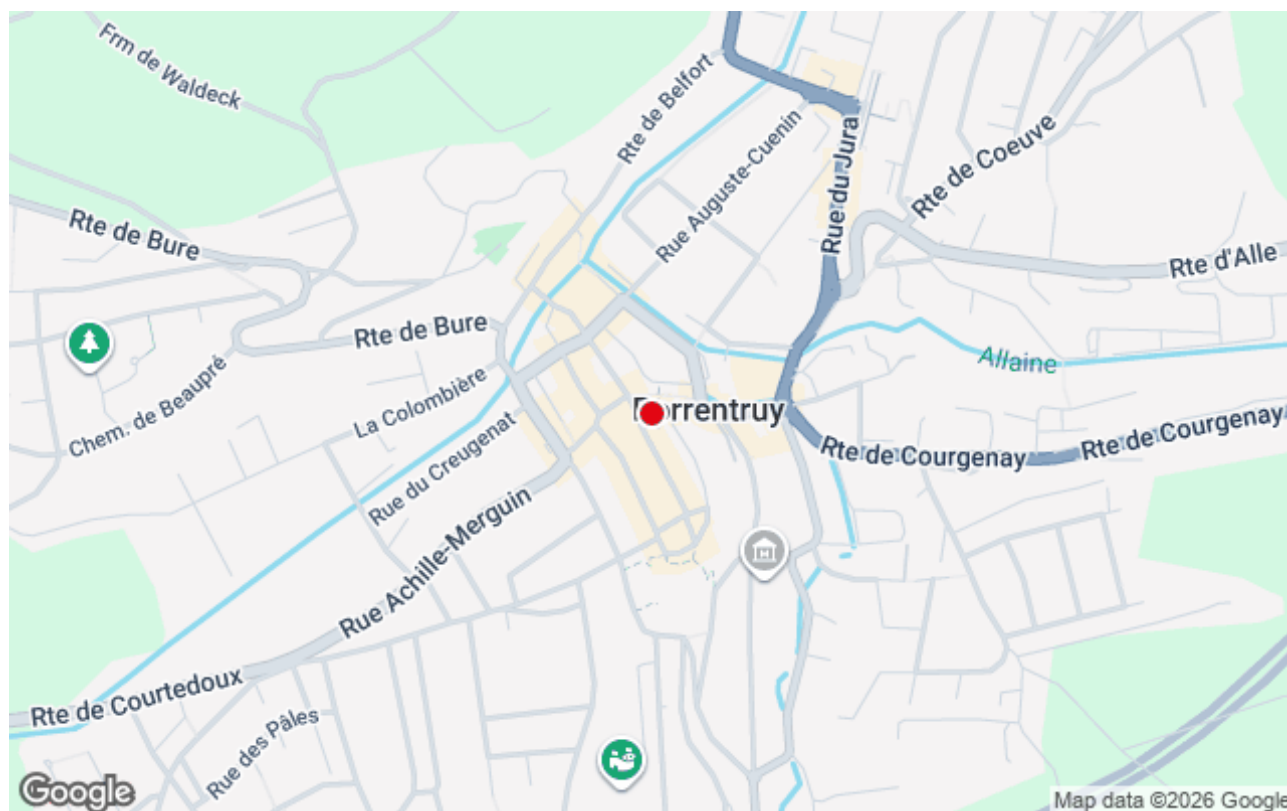 Frm de Waldeck
Rte de Belfort
Rue Auguste-Cuenin
Rue du Jura
Rte de Coeuve
Rte de Bure
Rte d'Alle
Rte de Bure
Allaine
Chem. de Beaupré
La Colombière
Rue du Creugenat
Rte de Courgenay
Rte de Courgenay
Rue Achille-Merguin
Rte de Courtedoux
Rue des Pâles
Google
Map data ©2026 Google